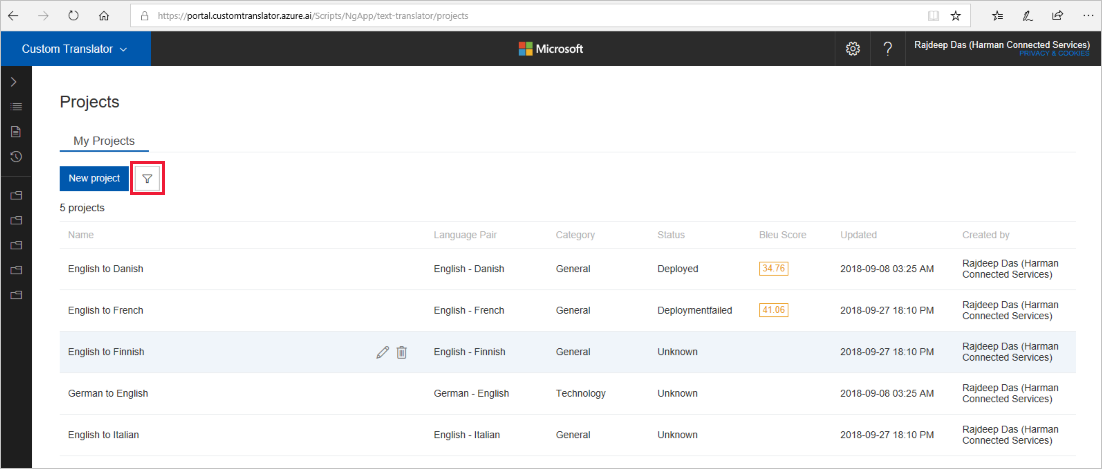 https://portal.customtranslator.azure.ai/Scripts/NgApp/text-translator/projects
Custom Translator
Microsoft
?
Rajdeep Das (Harman Connected Services)
PRIVACY & COOKIES
Projects
My Projects
New project
5 projects
Name Language Pair Category Status Bleu Score Updated Created by
English to Danish English - Danish General Deployed 34.76 2018-09-08 03:25 AM Rajdeep Das (Harman
Connected Services)
English to French English - French General Deploymentfailed 41.06 2018-09-27 18:10 PM Rajdeep Das (Harman
Connected Services)
English to Finnish English - Finnish General Unknown 2018-09-27 18:10 PM Rajdeep Das (Harman
Connected Services)
German to English German - English Technology Unknown 2018-09-08 03:25 AM Rajdeep Das (Harman
Connected Services)
English to Italian English - Italian General Unknown 2018-09-27 18:10 PM Rajdeep Das (Harman
Connected Services)